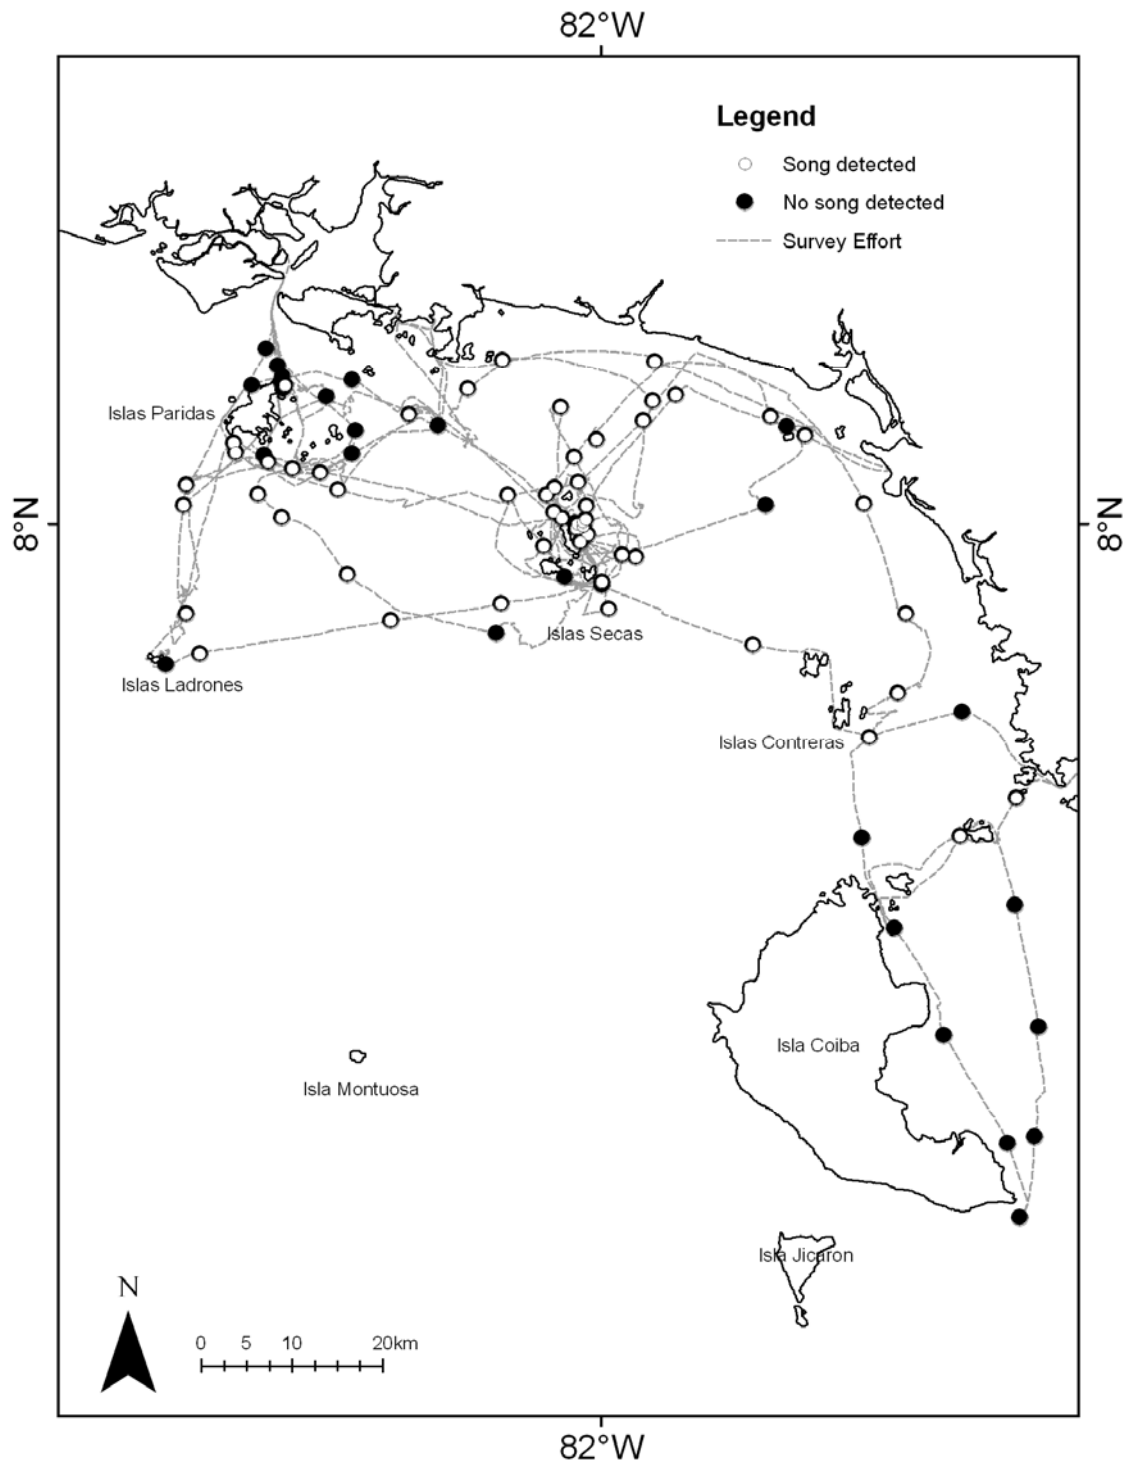 82°W
Legend
Song detected
No song detected
Survey Effort
Islas Paridas
8°N
8°N
Islas Secas
Islas Ladrones
Islas Contreras
Isla Coiba
Isla Montuosa
Isla Jicaron
N
0 5 10 20km
82°W